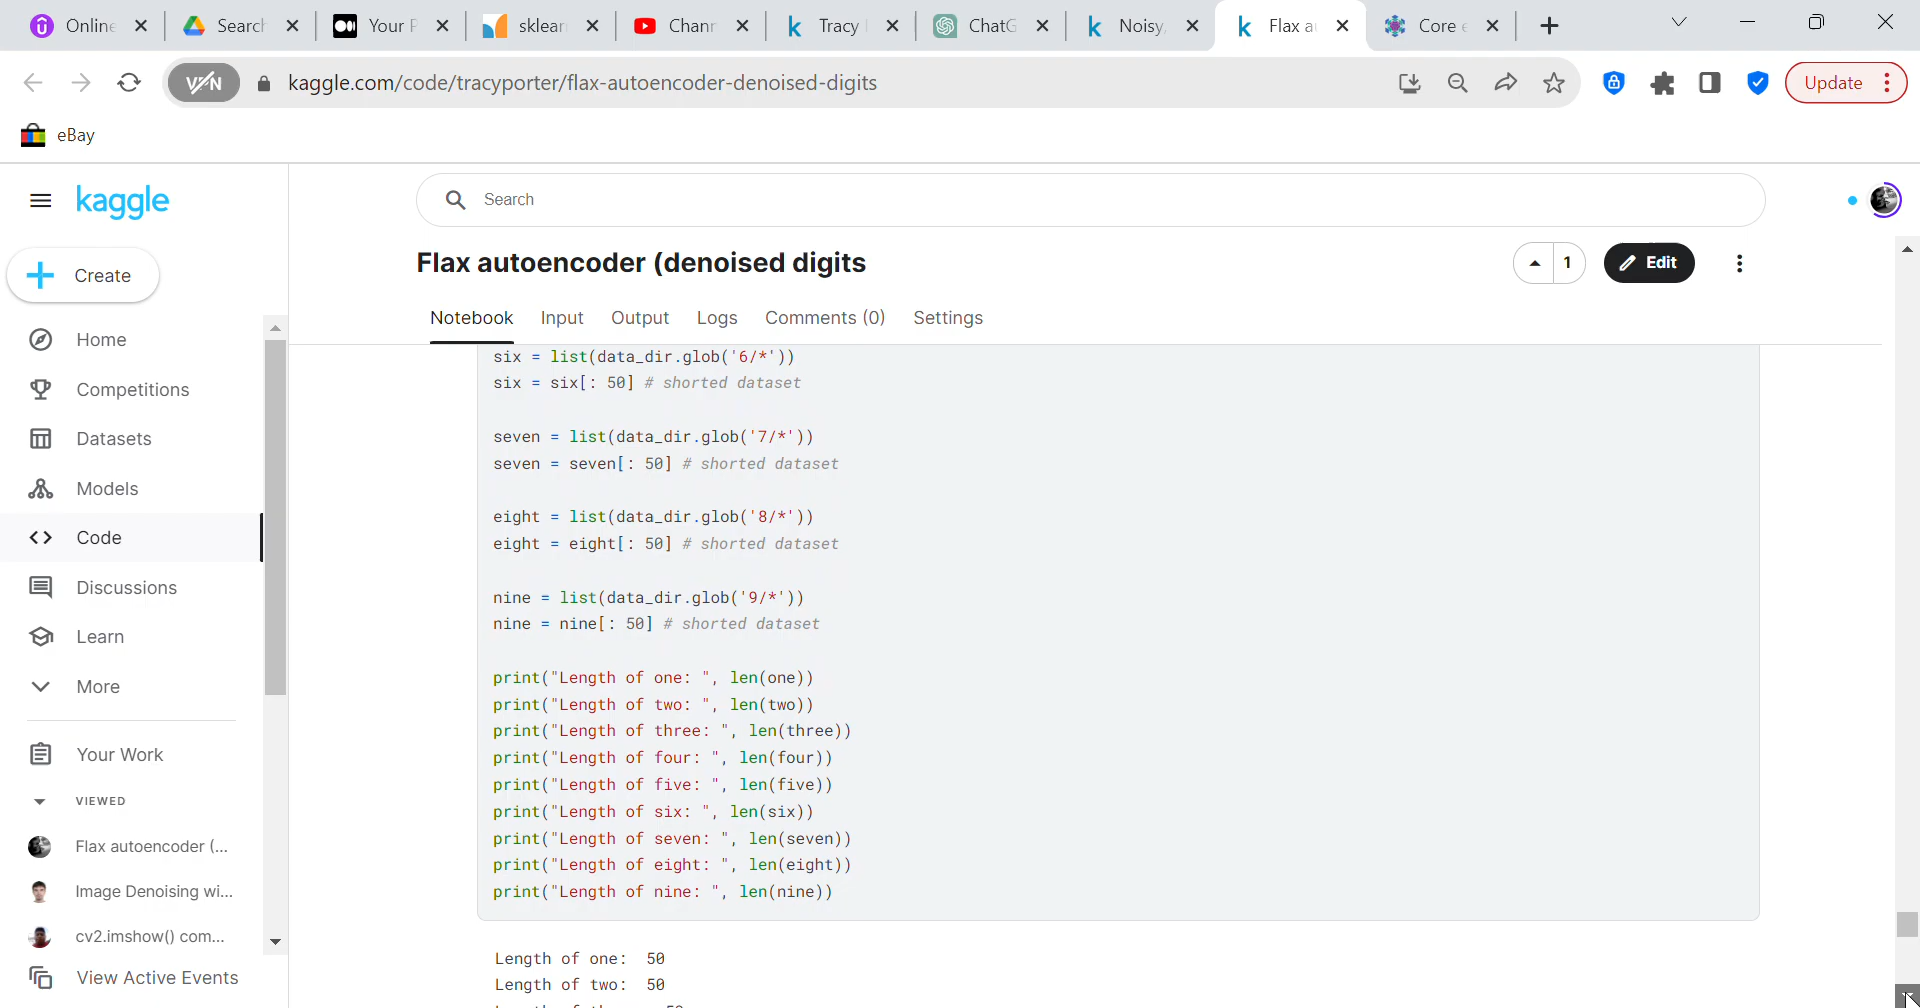 Online
Search
Your P
sklear
Chann
Tracy
ChatG
Noisy,
Flax au
Core e
VPN
kaggle.com/code/tracyporter/flax-autoencoder-denoised-digits
Update
eBay
kaggle
Search
Create
Flax autoencoder (denoised digits
1
Edit
Notebook Input Output Logs Comments (0) Settings
Home
Competitions
Datasets
Models
Code
Discussions
Learn
More
Your Work
VIEWED
Flax autoencoder (...
Image Denoising wi...
cv2.imshow() com...
View Active Events
six = list(data_dir.glob('6/*'))
six = six[: 50] # shorted dataset
seven = list(data_dir.glob('7/*'))
seven = seven[: 50] # shorted dataset
eight = list(data_dir.glob('8/*'))
eight = eight[: 50] # shorted dataset
nine = list(data_dir.glob('9/*'))
nine = nine[: 50] # shorted dataset
print("Length of one: ", len(one))
print("Length of two: ", len(two))
print("Length of three: ", len(three))
print("Length of four: ", len(four))
print("Length of five: ", len(five))
print("Length of six: ", len(six))
print("Length of seven: ", len(seven))
print("Length of eight: ", len(eight))
print("Length of nine: ", len(nine))
Length of one: 50
Length of two: 50